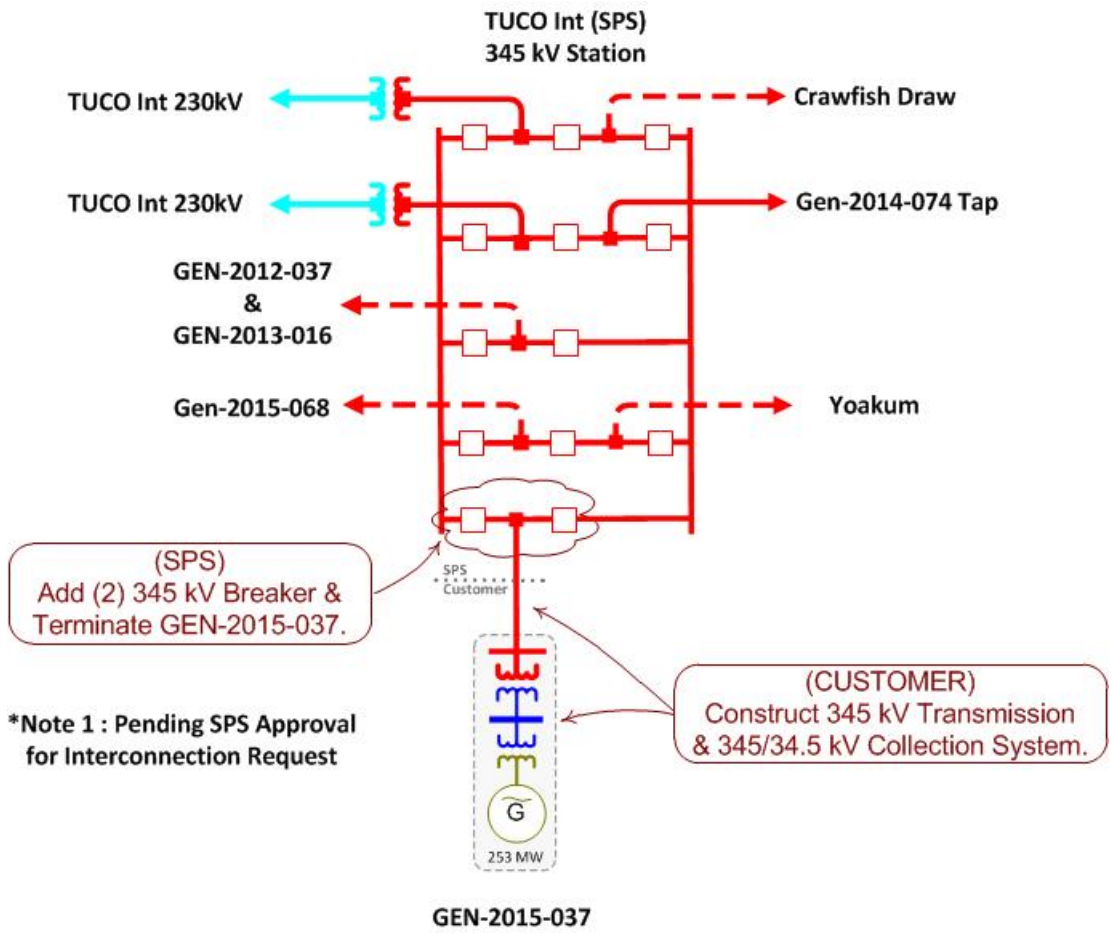 TUCO Int (SPS)
345 kV Station
TUCO Int 230kV
Crawfish Draw
TUCO Int 230kV
Gen-2014-074 Tap
GEN-2012-037
&
GEN-2013-016
Gen-2015-068
Yoakum
(SPS)
Add (2) 345 kV Breaker &
Terminate GEN-2015-037.
SPS
Customer
(CUSTOMER)
Construct 345 kV Transmission
& 345/34.5 kV Collection System.
*Note 1 : Pending SPS Approval
for Interconnection Request
G
253 MW
GEN-2015-037